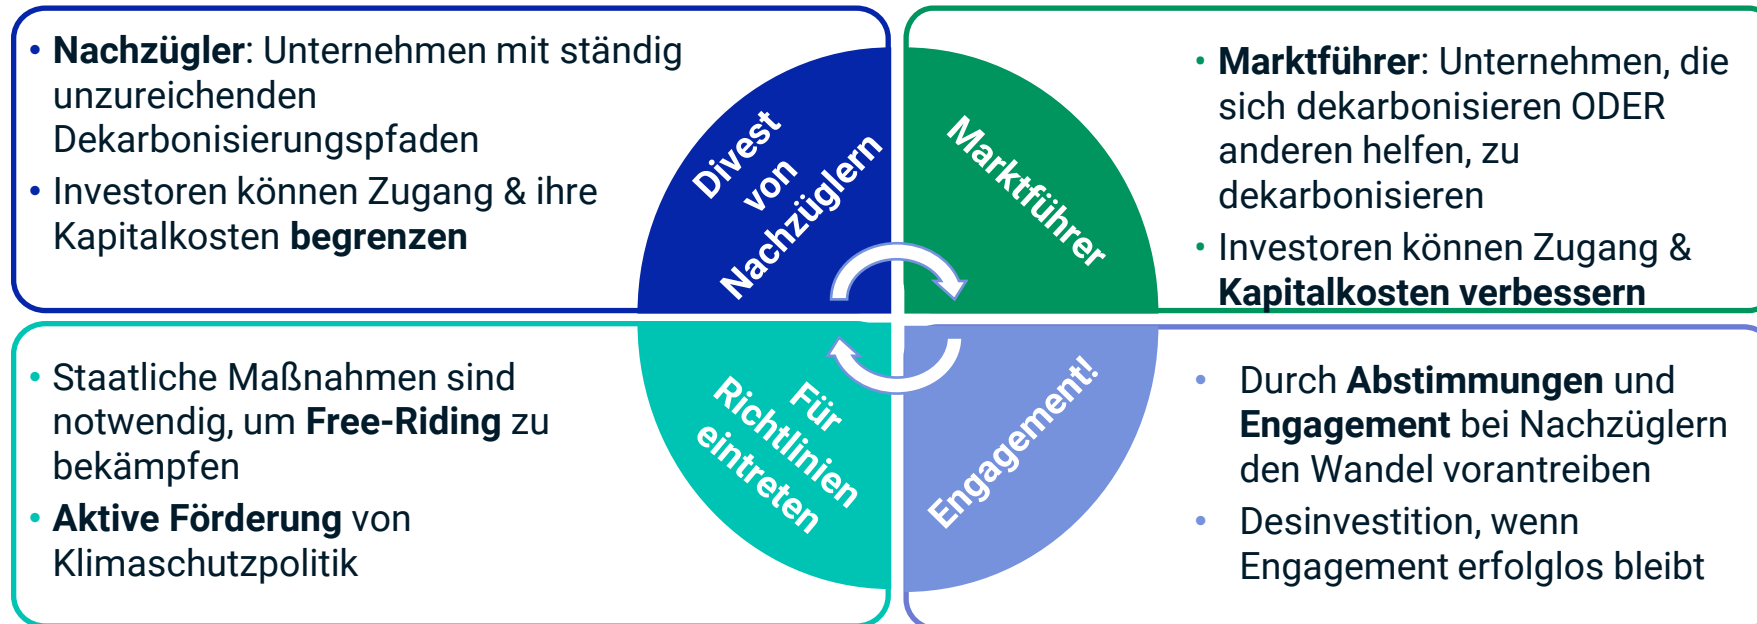 • Nachzügler: Unternehmen mit ständig
unzureichenden
Dekarbonisierungspfaden
• Investoren können Zugang & ihre
Kapitalkosten begrenzen
Divest
von
Nachzüglern
Marktführer
• Marktführer: Unternehmen, die
sich dekarbonisieren ODER
anderen helfen, zu
dekarbonisieren
• Investoren können Zugang &
Kapitalkosten verbessern
• Staatliche Maßnahmen sind
notwendig, um Free-Riding zu
bekämpfen
• Aktive Förderung von
Klimaschutzpolitik
Für
Richtlinien
eintreten
Engagement!
• Durch Abstimmungen und
Engagement bei Nachzüglern
den Wandel vorantreiben
• Desinvestition, wenn
Engagement erfolglos bleibt